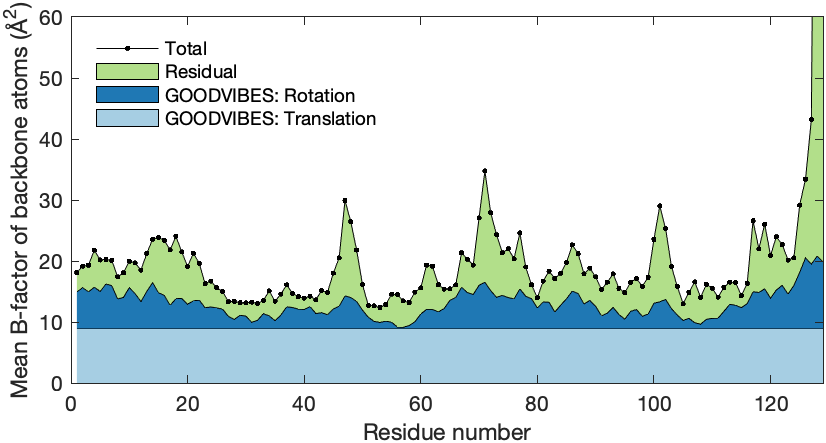 Mean B-factor of backbone atoms (Å²)
60
50
40
30
20
10
0
Total
Residual
GOODVIBES: Rotation
GOODVIBES: Translation
0 20 40 60 80 100 120
Residue number